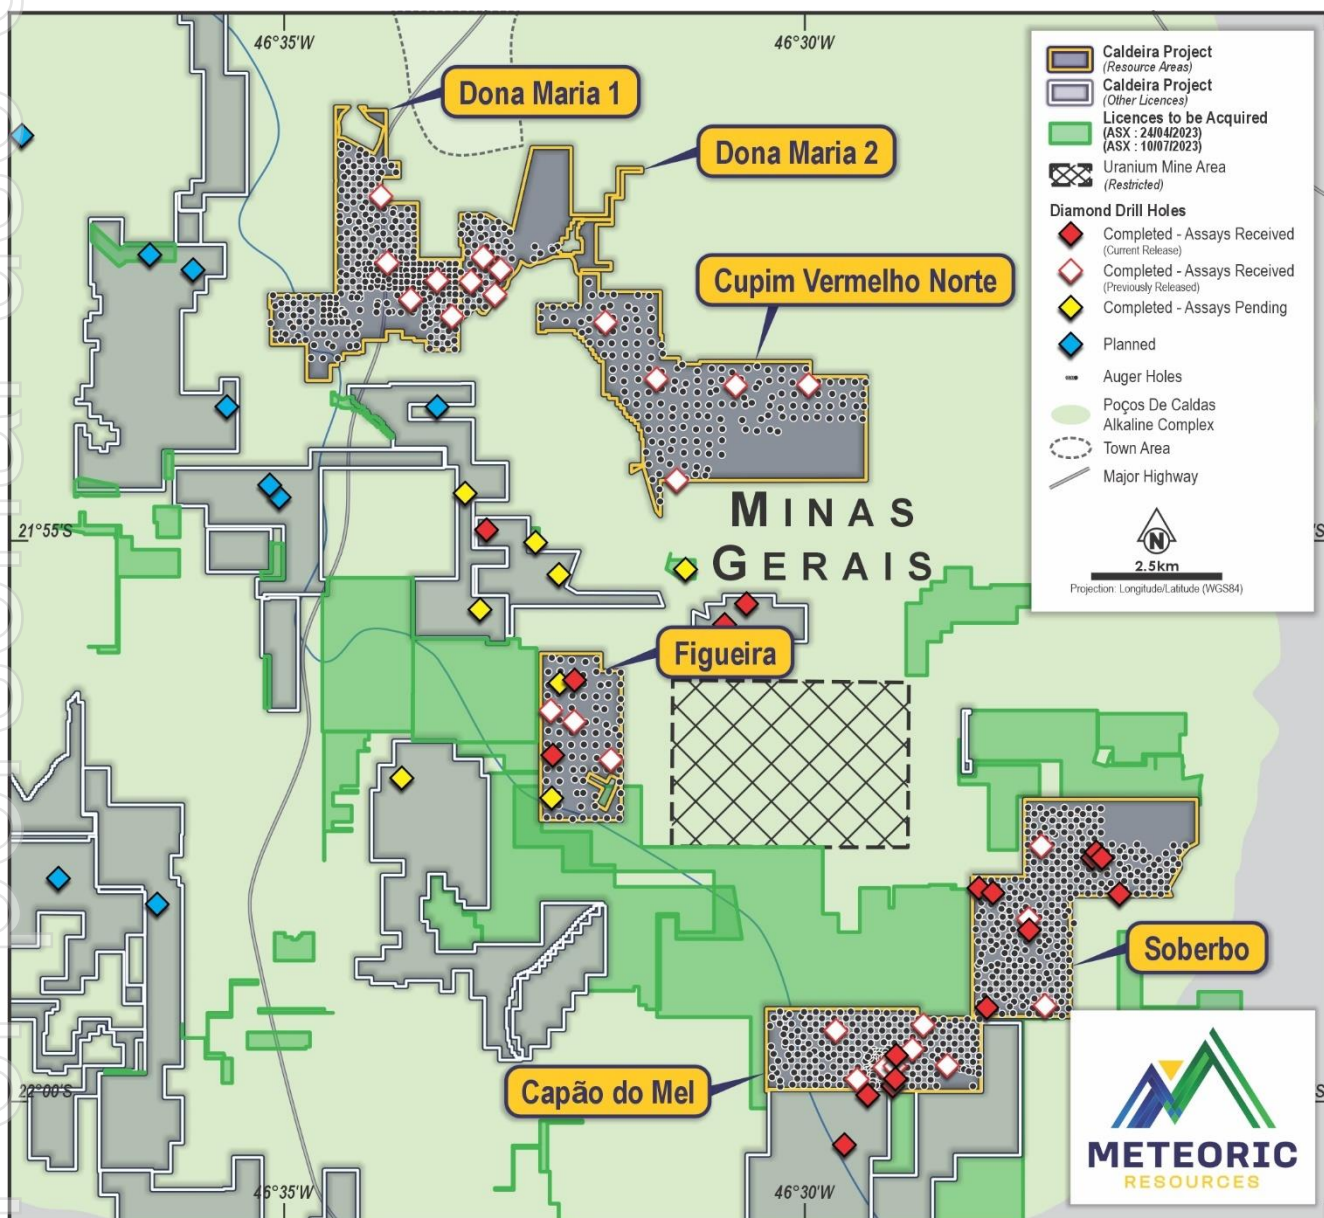 46°35'W
46°30'W
Dona Maria 1
Dona Maria 2
Cupim Vermelho Norte
Caldeira Project
(Resource Areas)
Caldeira Project
(Other Licences)
Licences to be Acquired
(ASX : 24/04/2023)
(ASX : 10/07/2023)
Uranium Mine Area
(Restricted)
Diamond Drill Holes
Completed - Assays Received
(Current Release)
Completed - Assays Received
(Previously Released)
Completed - Assays Pending
Planned
Auger Holes
Poços De Caldas
Alkaline Complex
Town Area
Major Highway
N
2.5km
Projection: Longitude/Latitude (WGS84)
21°55'S
MINAS
GERAIS
Figueira
Soberbo
Capão do Mel
22°00'S
46°35'W
46°30'W
METEORIC
RESOURCES